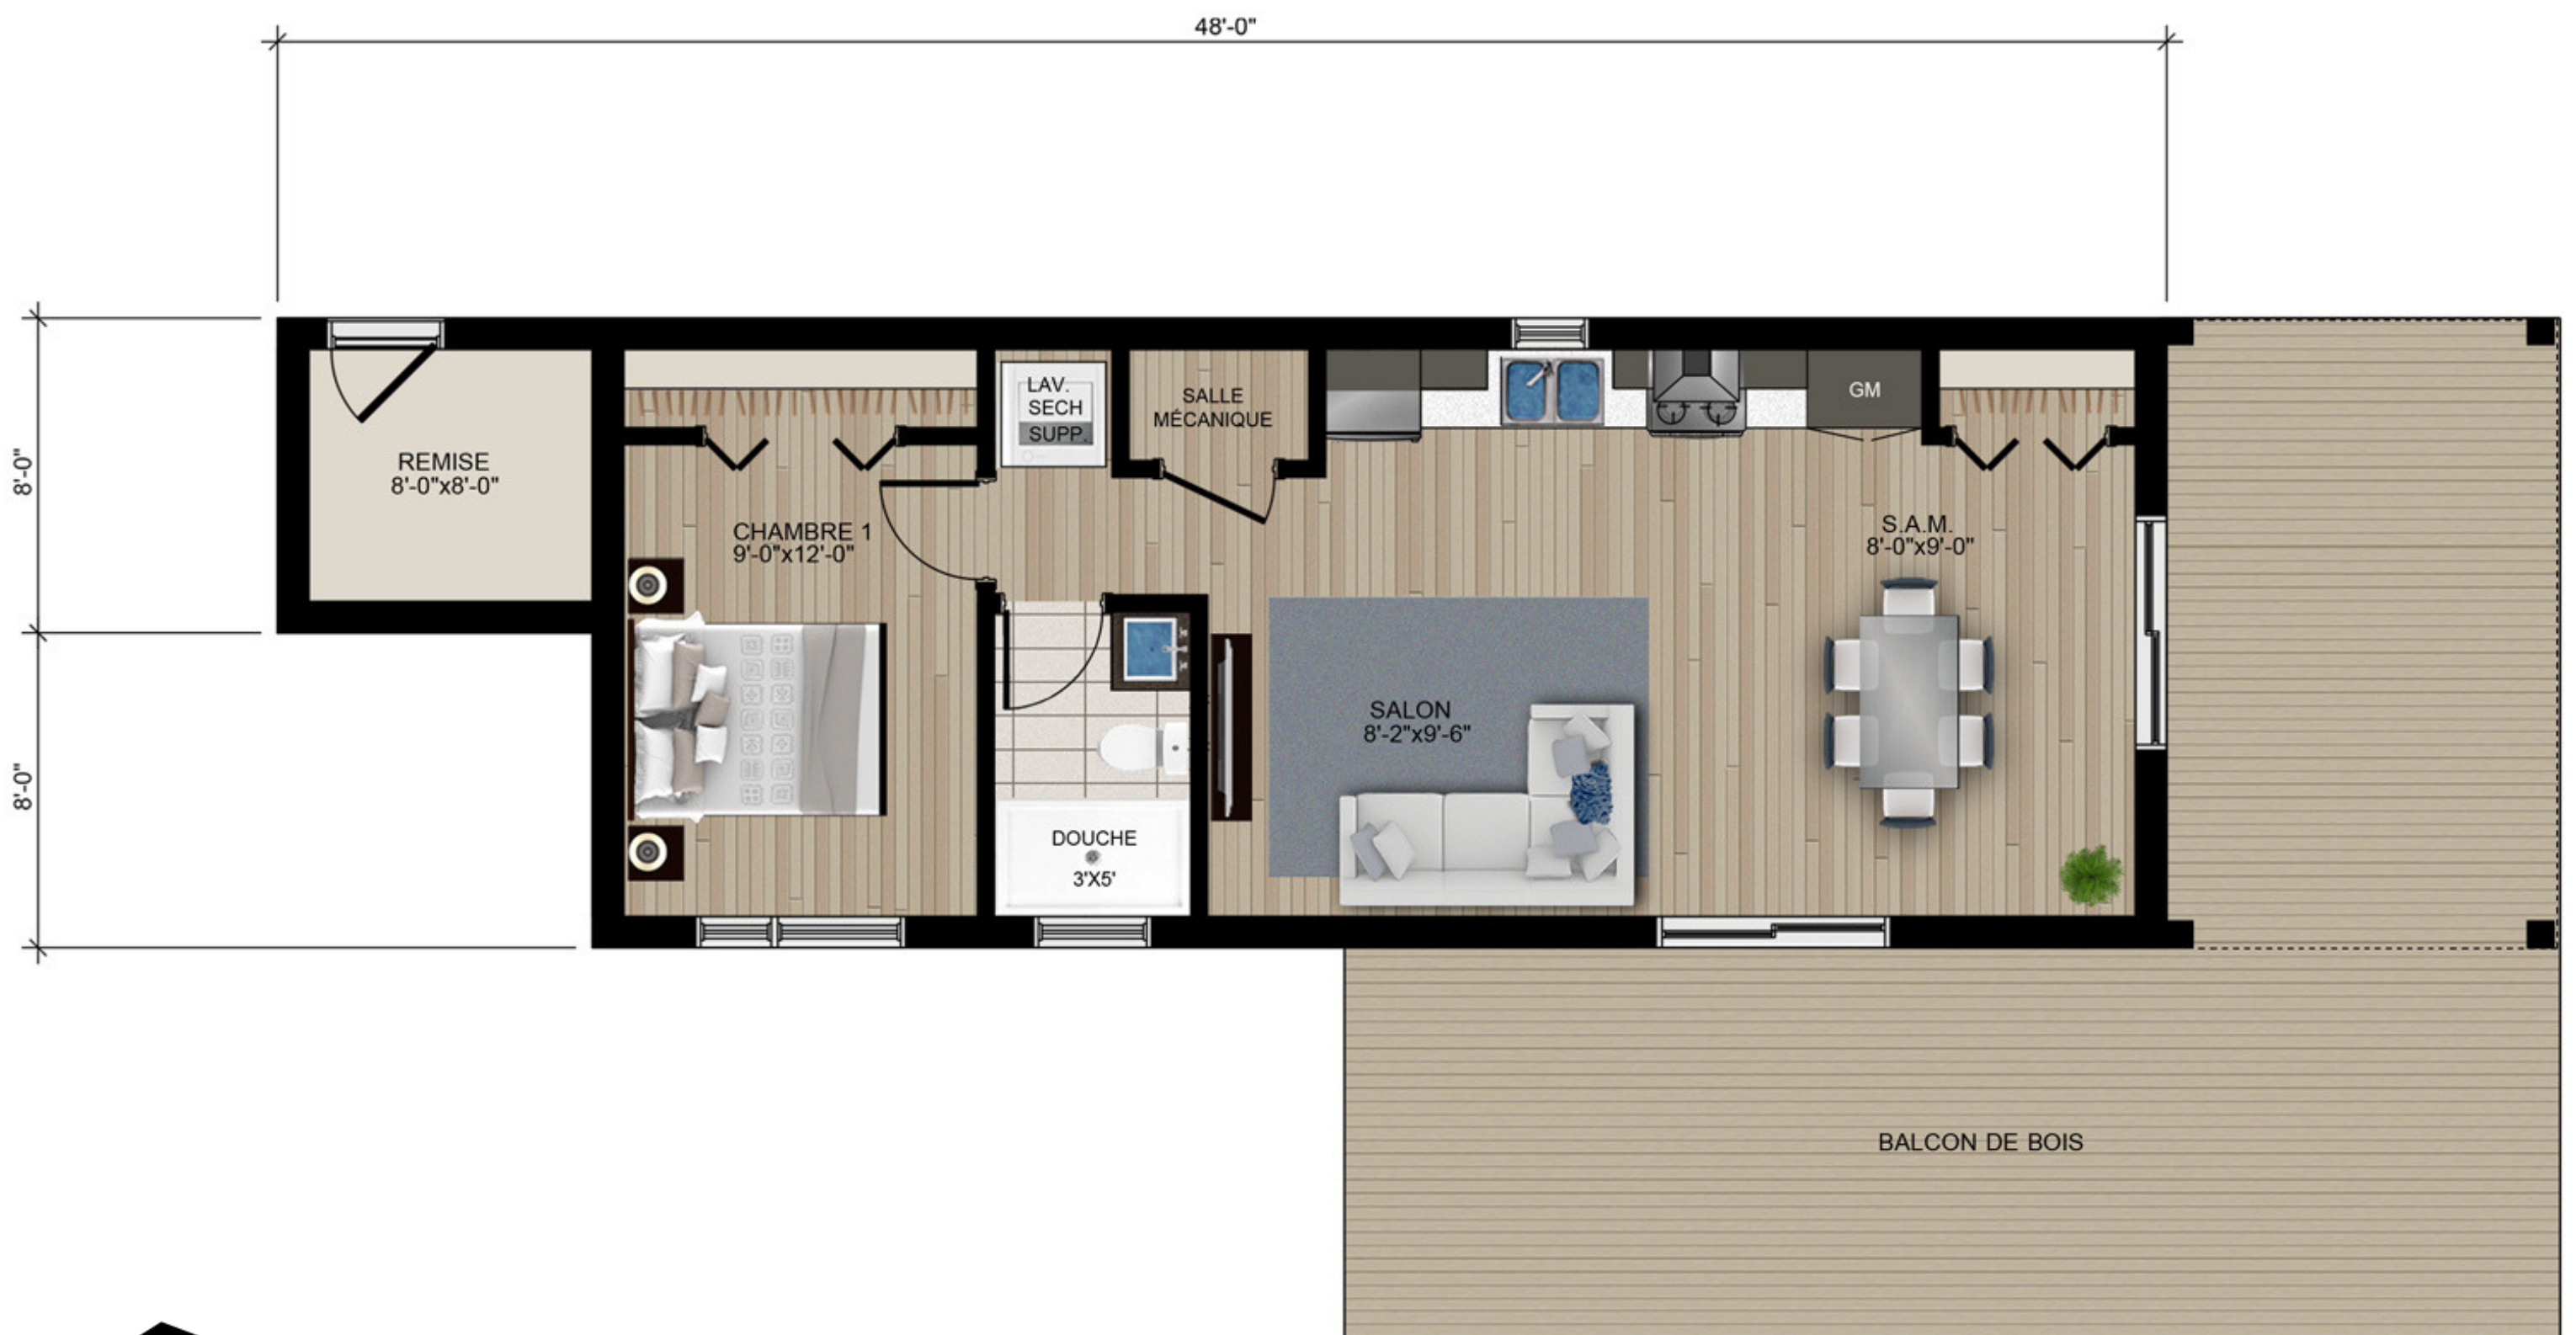 48'-0"
8'-0"
8'-0"
REMISE
8'-0"x8'-0"
CHAMBRE 1
9'-0"x12'-0"
LAV.
SECH
SUPP.
SALLE
MÉCANIQUE
GM
S.A.M.
8'-0"x9'-0"
SALON
8'-2"x9'-6"
DOUCHE
3'X5'
BALCON DE BOIS